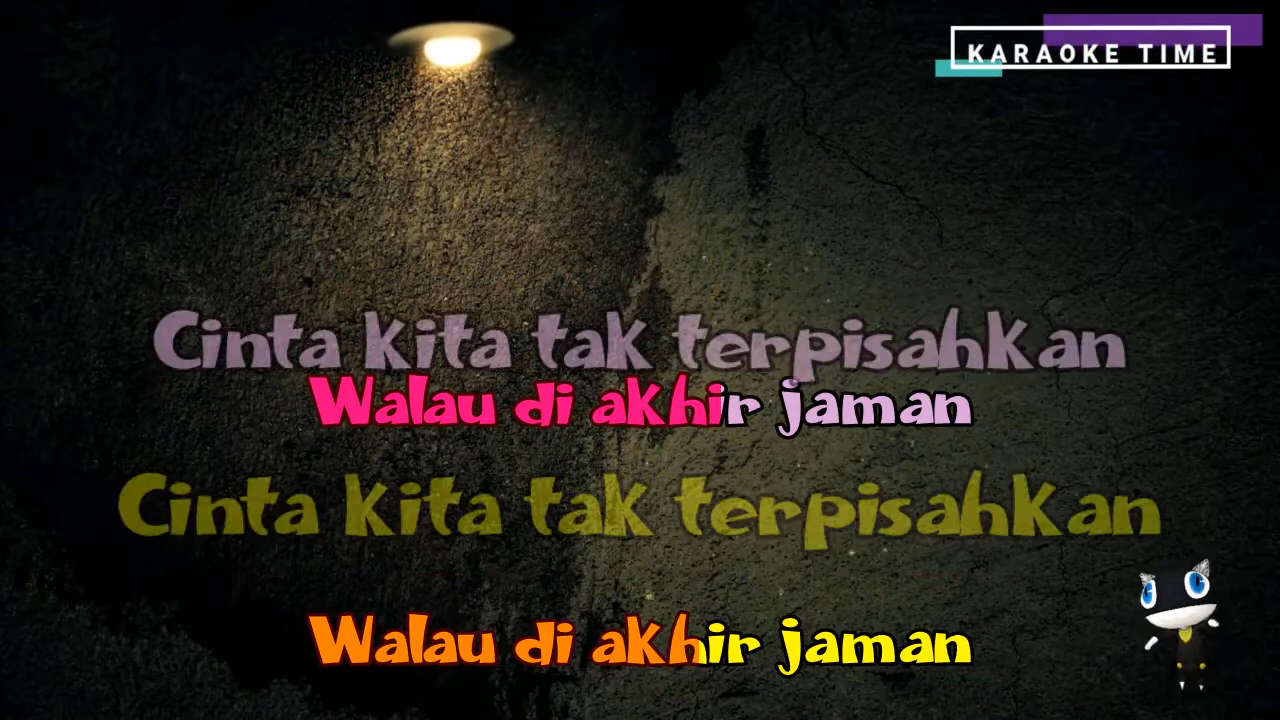 KARAOKE TIME
Cinta kita tak terpisahkan
Walau di akhir jaman
Cinta kita tak terpisahkan
Walau di akhir jaman